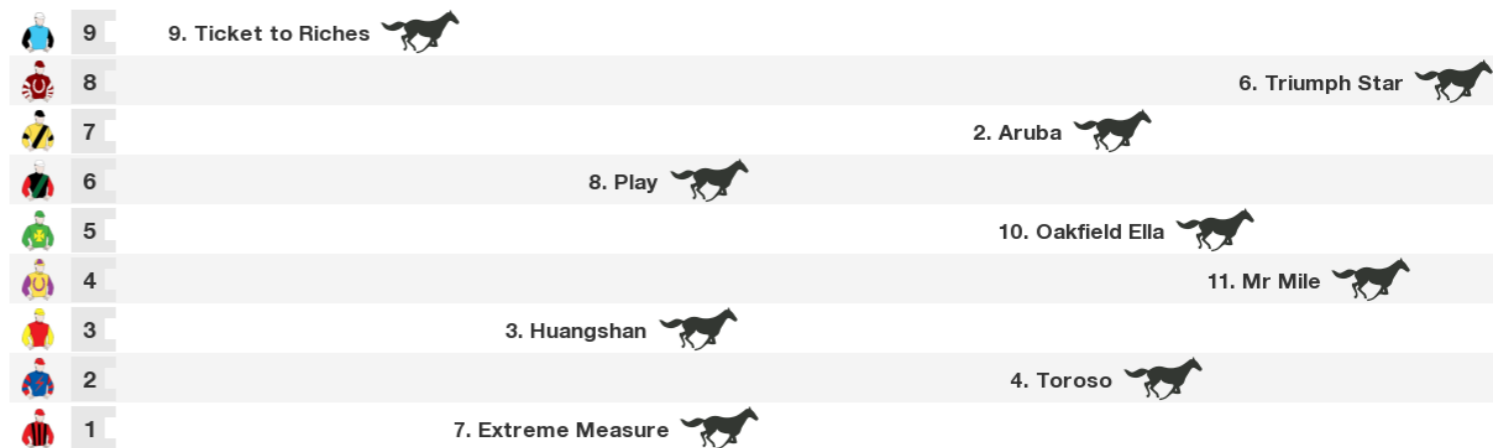 9 9. Ticket to Riches
8 6. Triumph Star
7 2. Aruba
6 8. Play
5 10. Oakfield Ella
4 11. Mr Mile
3 3. Huangshan
2 4. Toroso
1 7. Extreme Measure